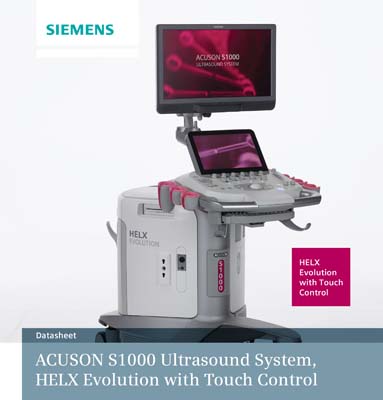 SIEMENS
ACUSON S1000
ULTRASOUND SYSTEM
HELX
EVOLUTION
S1000
HELX
Evolution
with Touch
Control
Datasheet
ACUSON S1000 Ultrasound System,
HELX Evolution with Touch Control